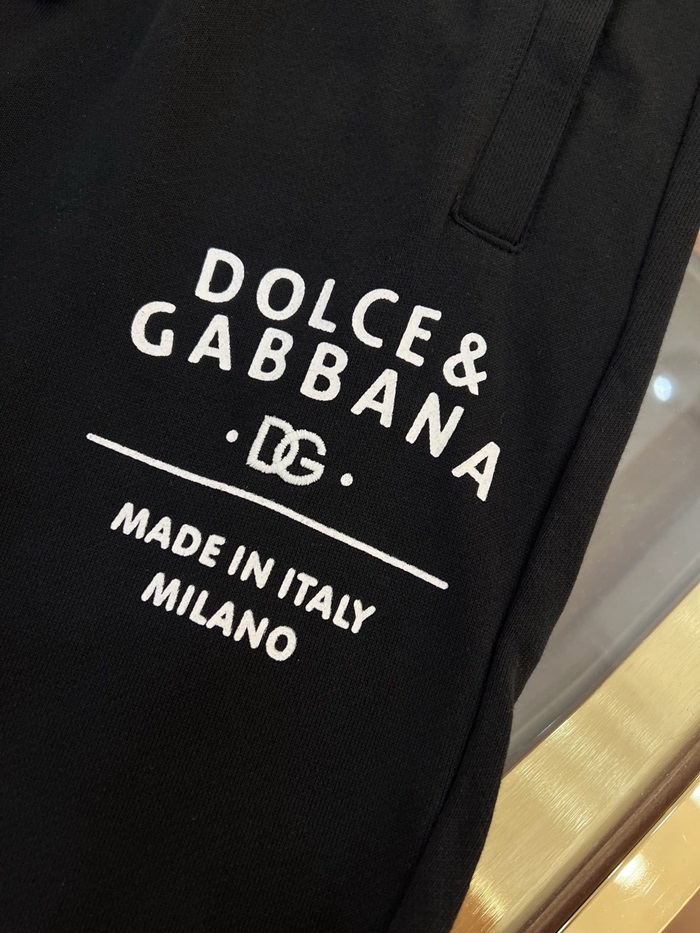 DOLCE&
GABBANA
·DG·
MADE IN ITALY
MILANO